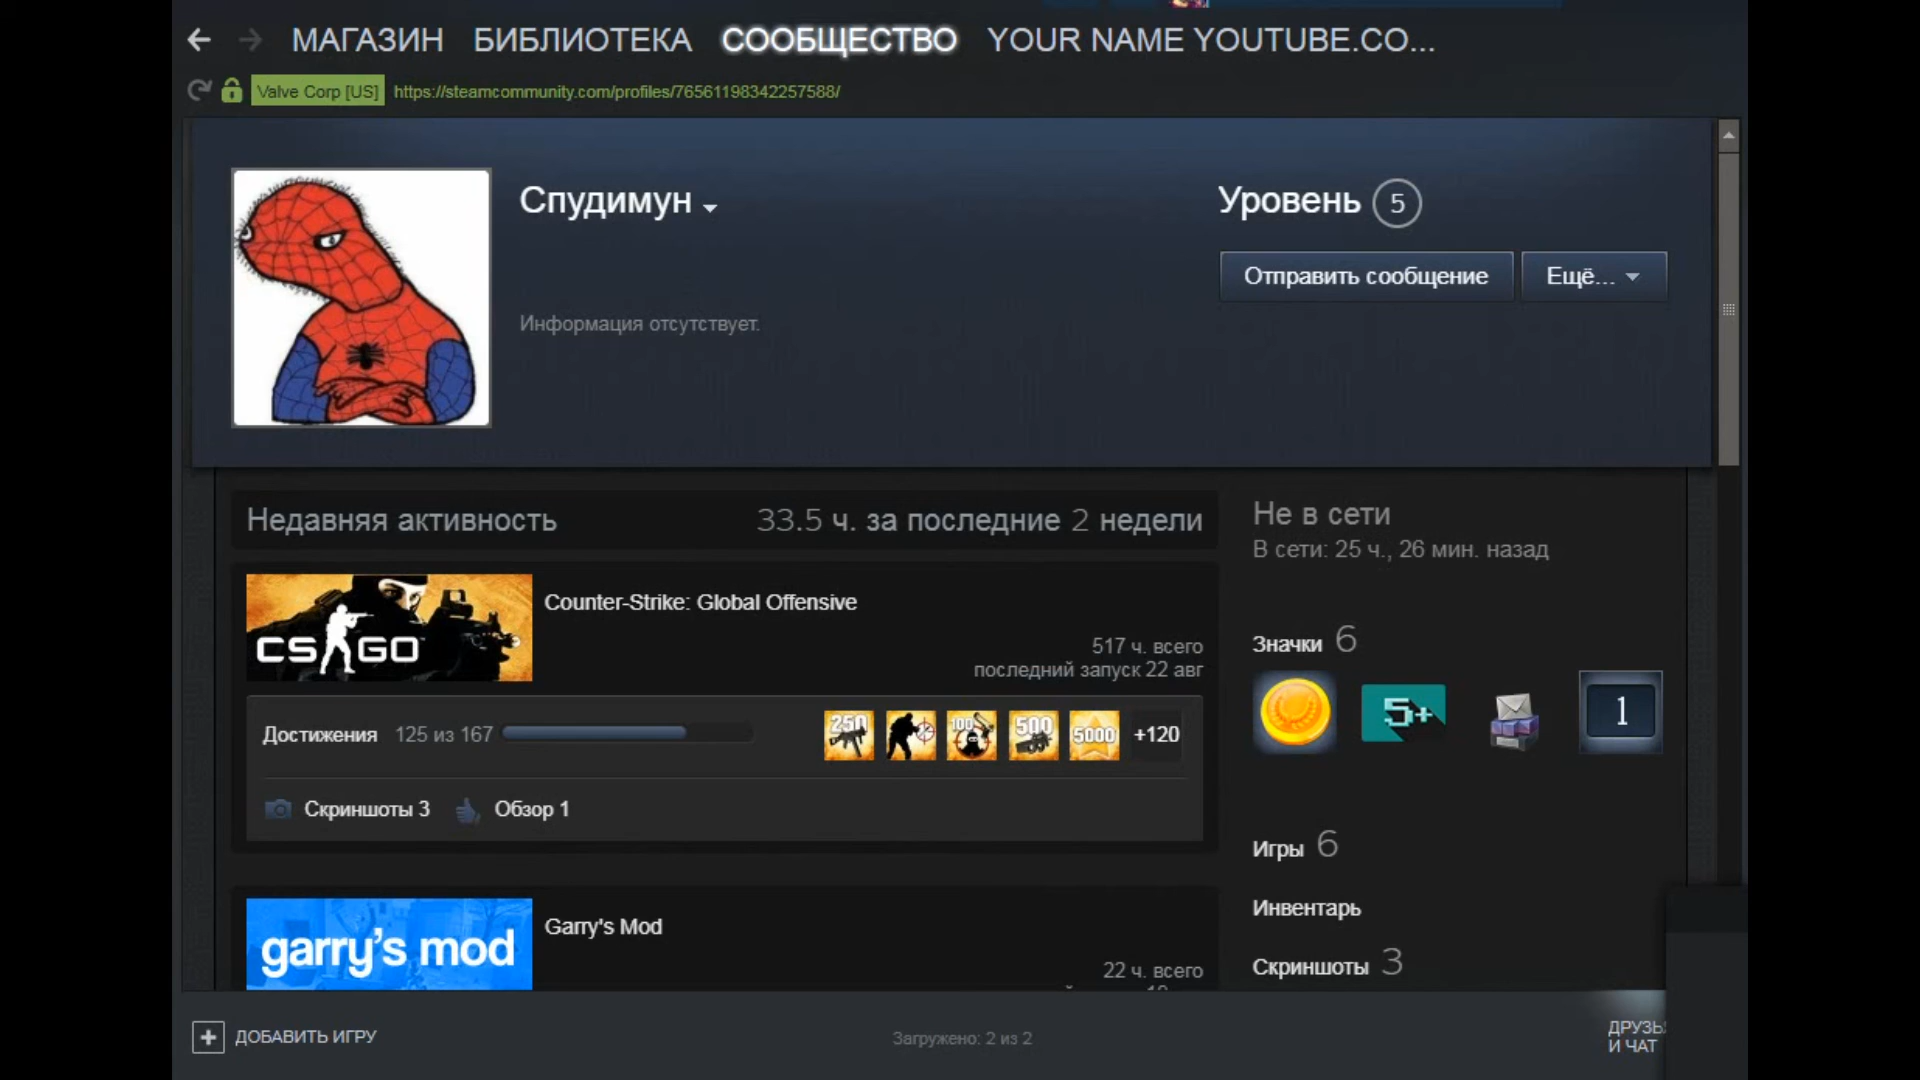 МАГАЗИН БИБЛИОТЕКА СООБЩЕСТВО YOUR NAME YOUTUBE.CO...
Valve Corp [US] https://steamcommunity.com/profiles/76561198342257588/
Спудимун
Уровень 5
Отправить сообщение Ещё...
Информация отсутствует.
Недавняя активность 33.5 ч. за последние 2 недели
Не в сети
В сети: 25 ч., 26 мин. назад
CS GO
Counter-Strike: Global Offensive
517 ч. всего
последний запуск 22 авг
Достижения 125 из 167 250 100 500 5000 +120
Скриншоты 3 Обзор 1
Значки 6
5+ 1
Игры 6
Инвентарь
Скриншоты 3
garry's mod
Garry's Mod
22 ч. всего
ДОБАВИТЬ ИГРУ
Загружено: 2 из 2
ДРУЗЬ
И ЧАТ